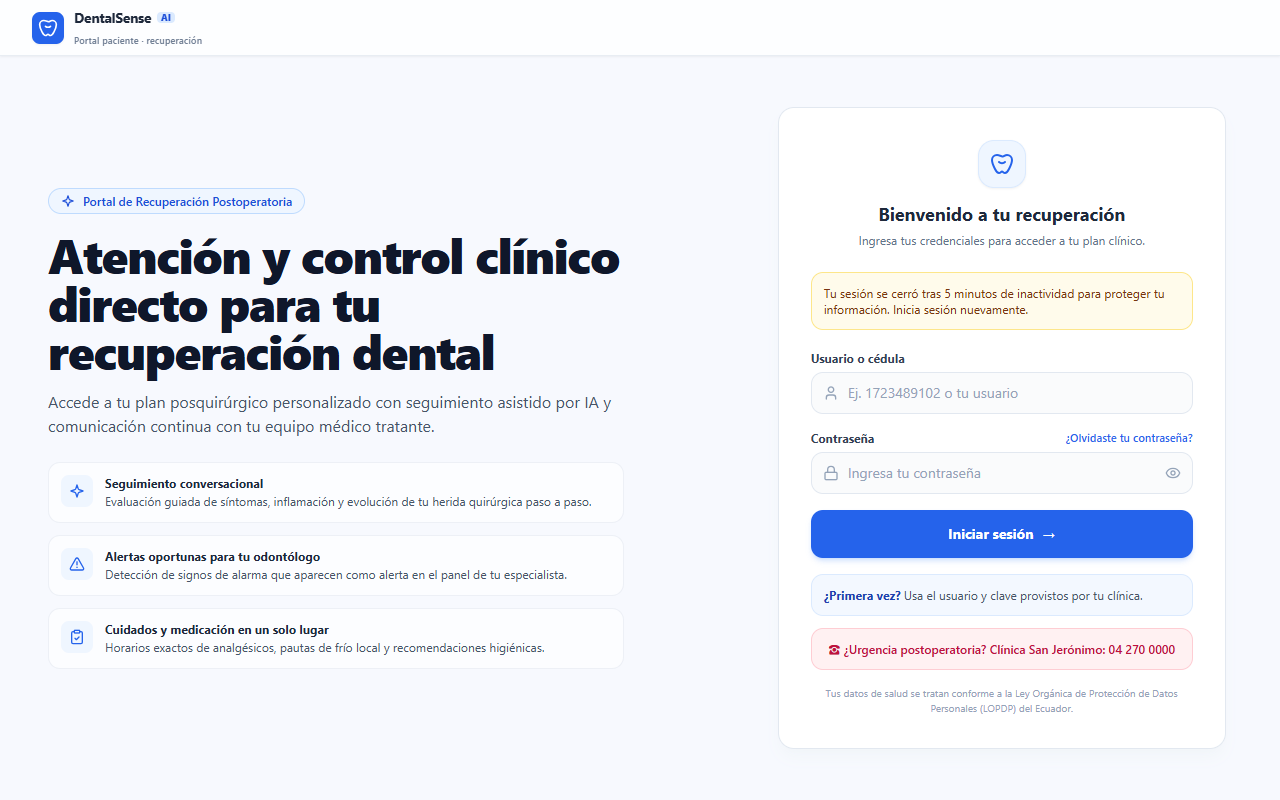 DentalSense AI
Portal paciente · recuperación
Portal de Recuperación Postoperatoria
Atención y control clínico
directo para tu
recuperación dental
Accede a tu plan posquirúrgico personalizado con seguimiento asistido por IA y
comunicación continua con tu equipo médico tratante.
Seguimiento conversacional
Evaluación guiada de síntomas, inflamación y evolución de tu herida quirúrgica paso a paso.
Alertas oportunas para tu odontólogo
Detección de signos de alarma que aparecen como alerta en el panel de tu especialista.
Cuidados y medicación en un solo lugar
Horarios exactos de analgésicos, pautas de frío local y recomendaciones higiénicas.
Bienvenido a tu recuperación
Ingresa tus credenciales para acceder a tu plan clínico.
Tu sesión se cerró tras 5 minutos de inactividad para proteger tu
información. Inicia sesión nuevamente.
Usuario o cédula
Ej. 1723489102 o tu usuario
Contraseña ¿Olvidaste tu contraseña?
Ingresa tu contraseña
Iniciar sesión →
¿Primera vez? Usa el usuario y clave provistos por tu clínica.
☎ ¿Urgencia postoperatoria? Clínica San Jerónimo: 04 270 0000
Tus datos de salud se tratan conforme a la Ley Orgánica de Protección de Datos
Personales (LOPDP) del Ecuador.